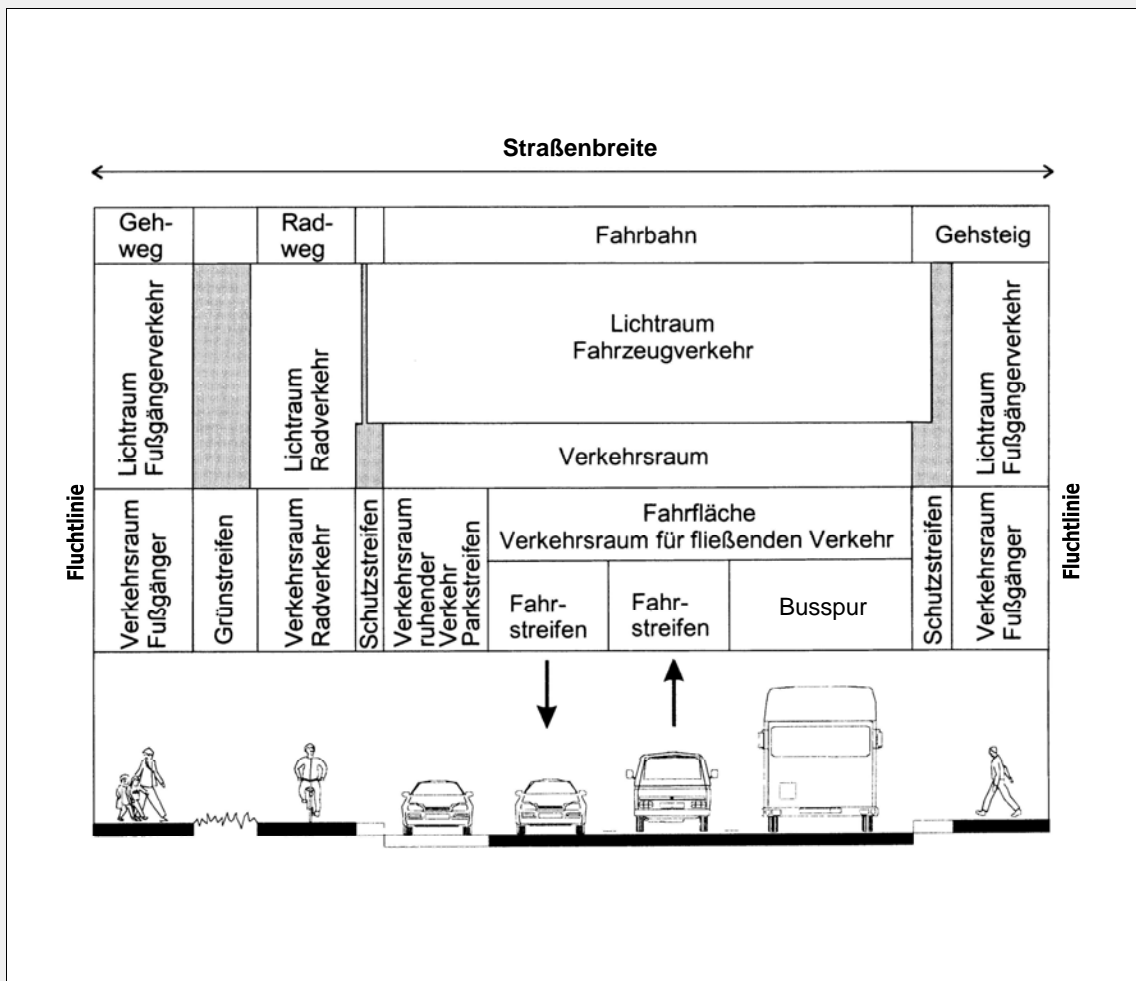 Straßenbreite
Geh-
weg
Rad-
weg
Fahrbahn
Gehsteig
Lichtraum
Fußgängerverkehr
Lichtraum
Radverkehr
Lichtraum
Fahrzeugverkehr
Lichtraum
Fußgängerverkehr
Verkehrsraum
Fluchtlinie
Verkehrsraum
Fußgänger
Grünstreifen
Verkehrsraum
Radverkehr
Schutzstreifen
Verkehrsraum
ruhender
Verkehr
Parkstreifen
Fahrfläche
Verkehrsraum für fließenden Verkehr
Fahr-
streifen
Fahr-
streifen
Busspur
Schutzstreifen
Verkehrsraum
Fußgänger
Fluchtlinie